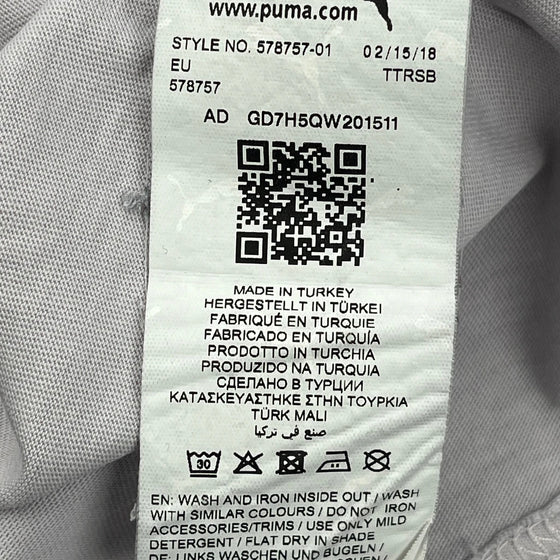 www.puma.com
STYLE NO. 578757-01 02/15/18
EU TTRSB
578757
AD GD7H5QW201511
MADE IN TURKEY
HERGESTELLT IN TÜRKEI
FABRIQUÉ EN TURQUIE
FABRICADO EN TURQUÍA
PRODOTTO IN TURCHIA
PRODUZIDO NA TURQUIA
СДЕЛАНО В ТУРЦИИ
ΚΑΤΑΣΚΕΥΑΣΤΗΚΕ ΣΤΗΝ ΤΟΥΡΚΙΑ
TÜRK MALI
صنع في تركيا
30
EN: WASH AND IRON INSIDE OUT / WASH
WITH SIMILAR COLOURS / DO NOT IRON
ACCESSORIES/TRIMS / USE ONLY MILD
DETERGENT / FLAT DRY IN SHADE
DE: LINKS WASCHEN UND BÜGELN /